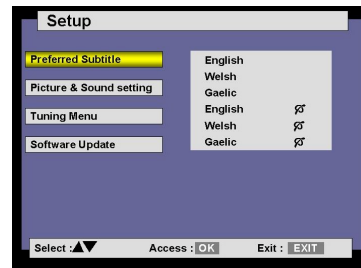 Setup
Preferred Subtitle
Picture & Sound setting
Tuning Menu
Software Update
English
Welsh
Gaelic
English
Welsh
Gaelic
Select :▲▼ Access : OK Exit : EXIT